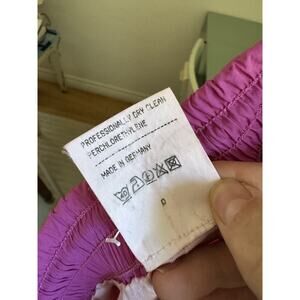 PROFESSIONALLY DRY CLEAN
PERCHLORETHYLENE
MADE IN GERMANY